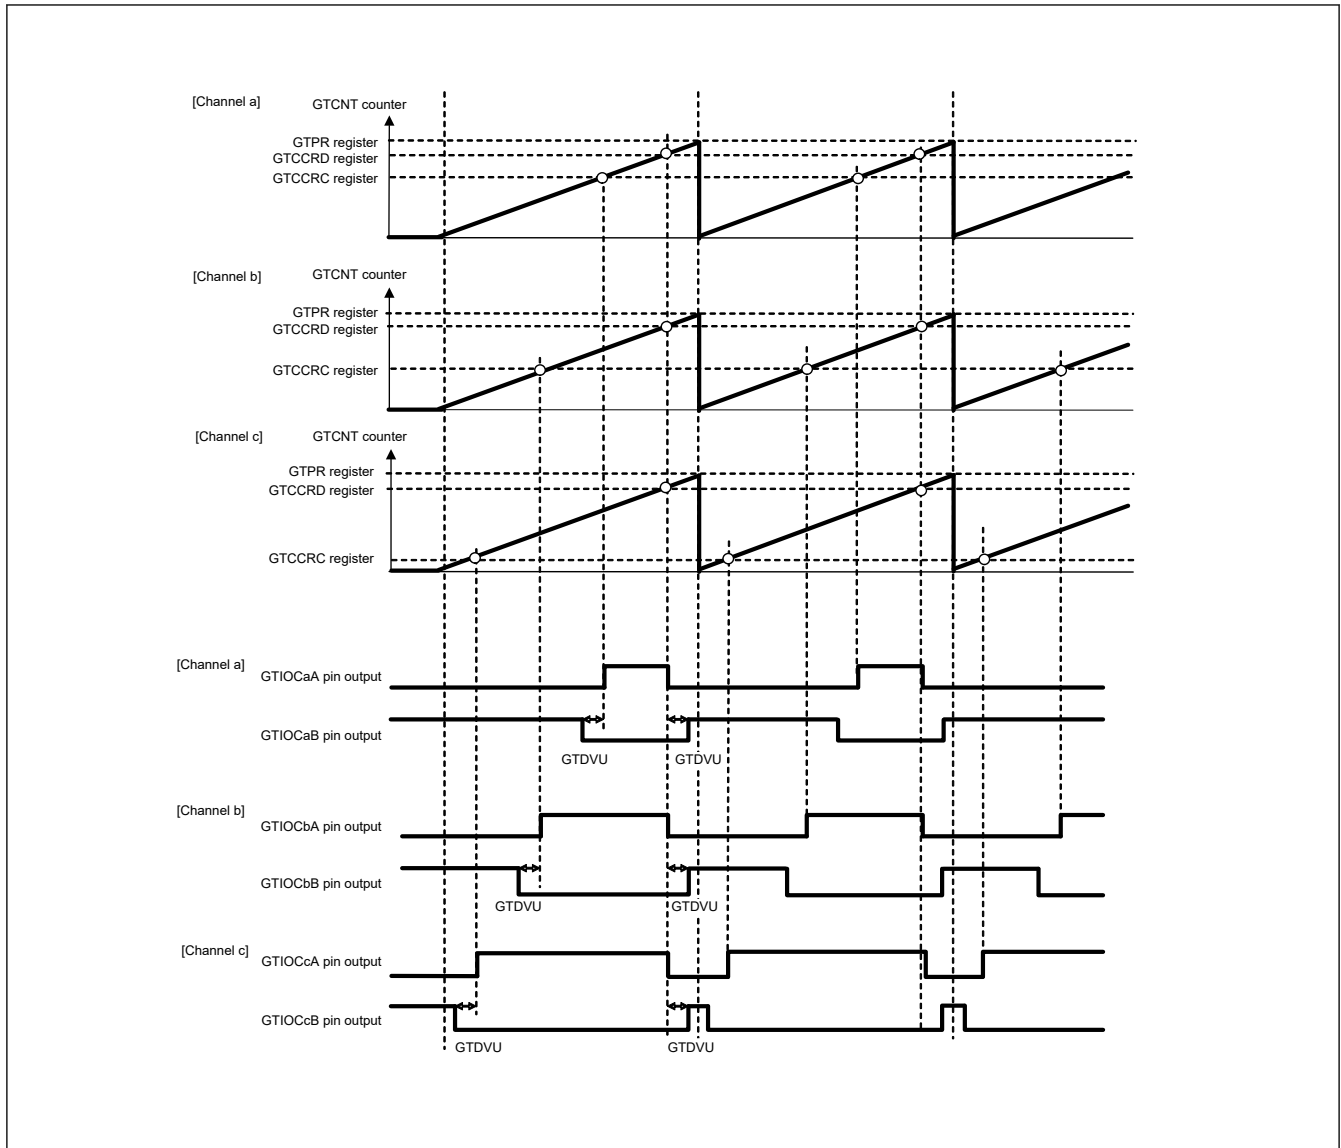 [Channel a] GTCNT counter
GTPR register
GTCCRD register
GTCCRC register
[Channel b] GTCNT counter
GTPR register
GTCCRD register
GTCCRC register
[Channel c] GTCNT counter
GTPR register
GTCCRD register
GTCCRC register
[Channel a]
GTIOCaA pin output
GTIOCaB pin output
GTDVU GTDVU
[Channel b]
GTIOCbA pin output
GTIOCbB pin output
GTDVU GTDVU
[Channel c]
GTIOCcA pin output
GTIOCcB pin output
GTDVU GTDVU